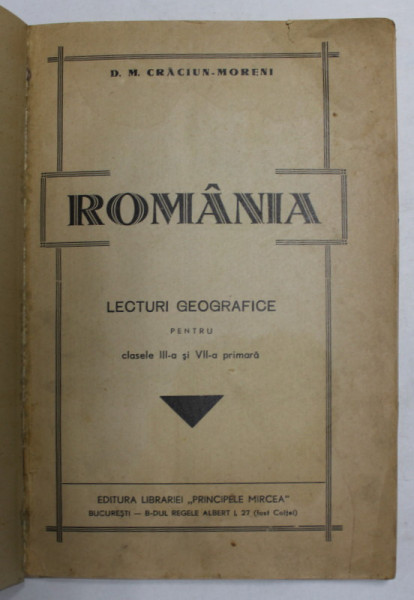 D. M. CRĂCIUN-MORENI
ROMÂNIA
LECTURI GEOGRAFICE
PENTRU
clasele III-a și VII-a primară
EDITURA LIBRARIEI „PRINCIPELE MIRCEA"
BUCUREȘTI — B-DUL REGELE ALBERT I, 27 (fost Colței)